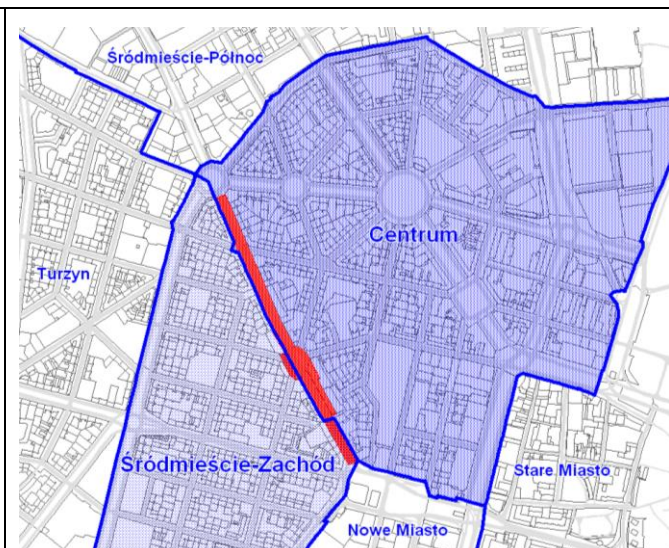 Śródmieście-Północ
Centrum
Turzyn
Śródmieście-Zachód
Stare Miasto
Nowe Miasto